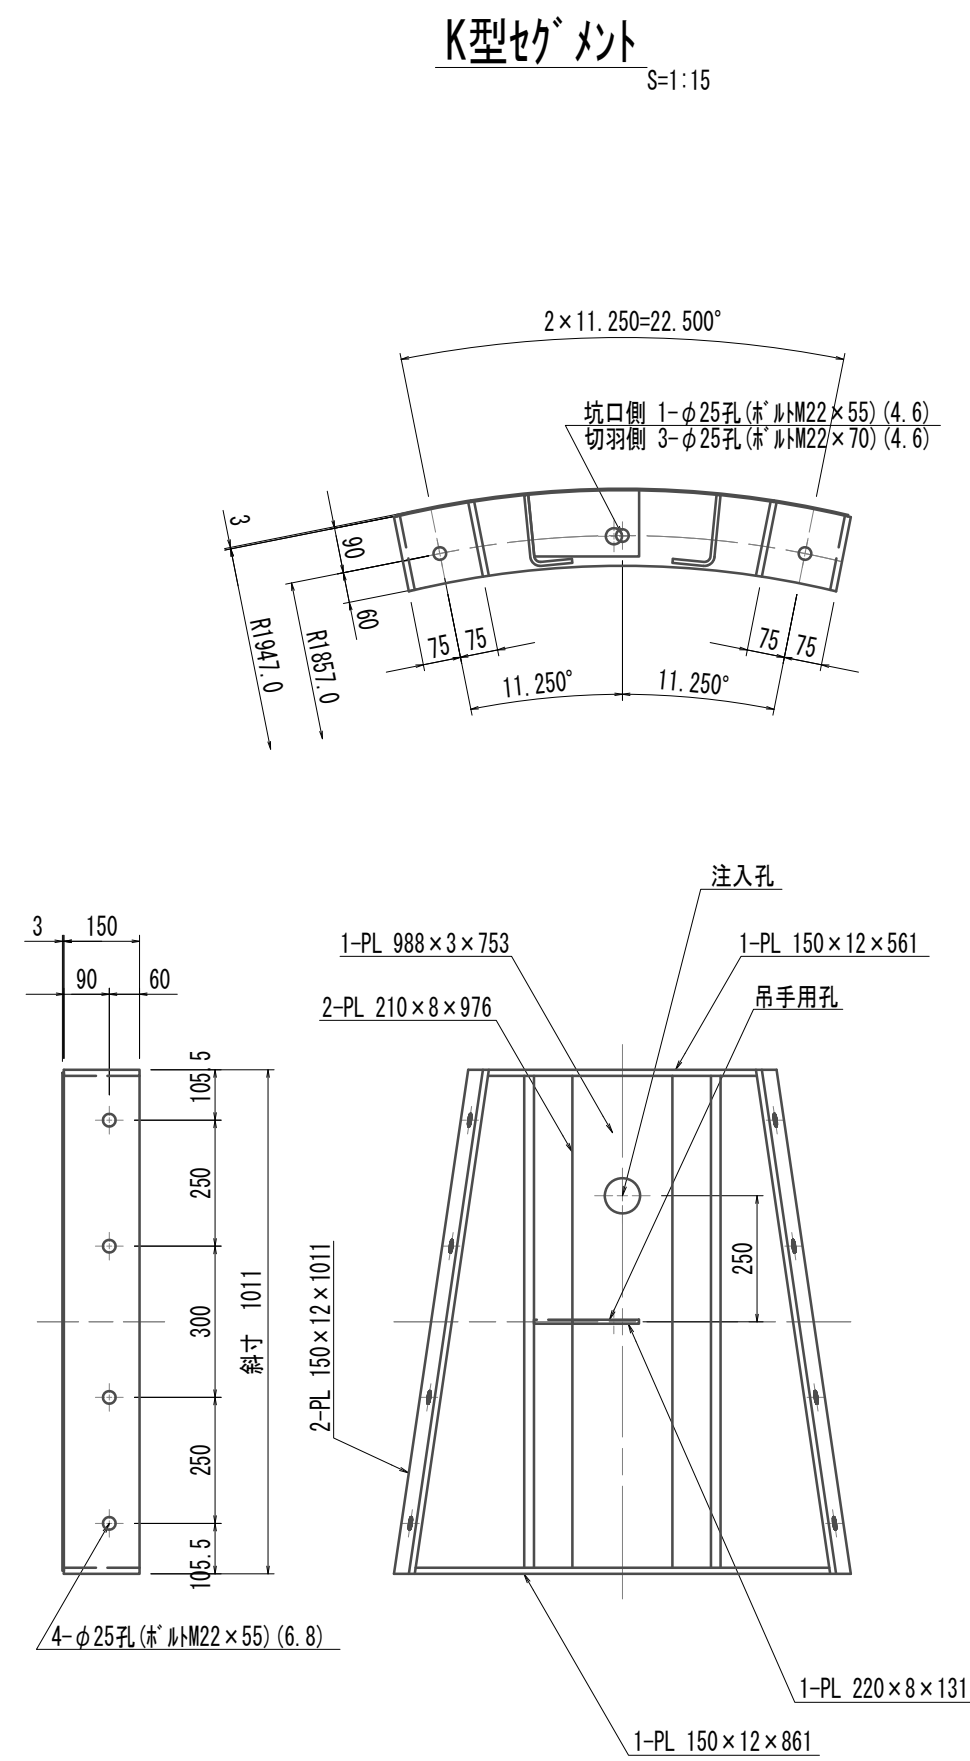 K型ｾｸﾞﾒﾝﾄ
S=1:15
2×11.250=22.500°
坑口側 1-φ25孔(ﾎﾞﾙﾄM22×55)(4.6)
切羽側 3-φ25孔(ﾎﾞﾙﾄM22×70)(4.6)
3
90
60
R1947.0
R1857.0
75
75
75
75
11.250°
11.250°
注入孔
3
150
1-PL 988×3×753
1-PL 150×12×561
90
60
吊手用孔
2-PL 210×8×976
105.5
250
300
250
105.5
斜寸 1011
2-PL 150×12×1011
250
4-φ25孔(ﾎﾞﾙﾄM22×55)(6.8)
1-PL 220×8×131
1-PL 150×12×861